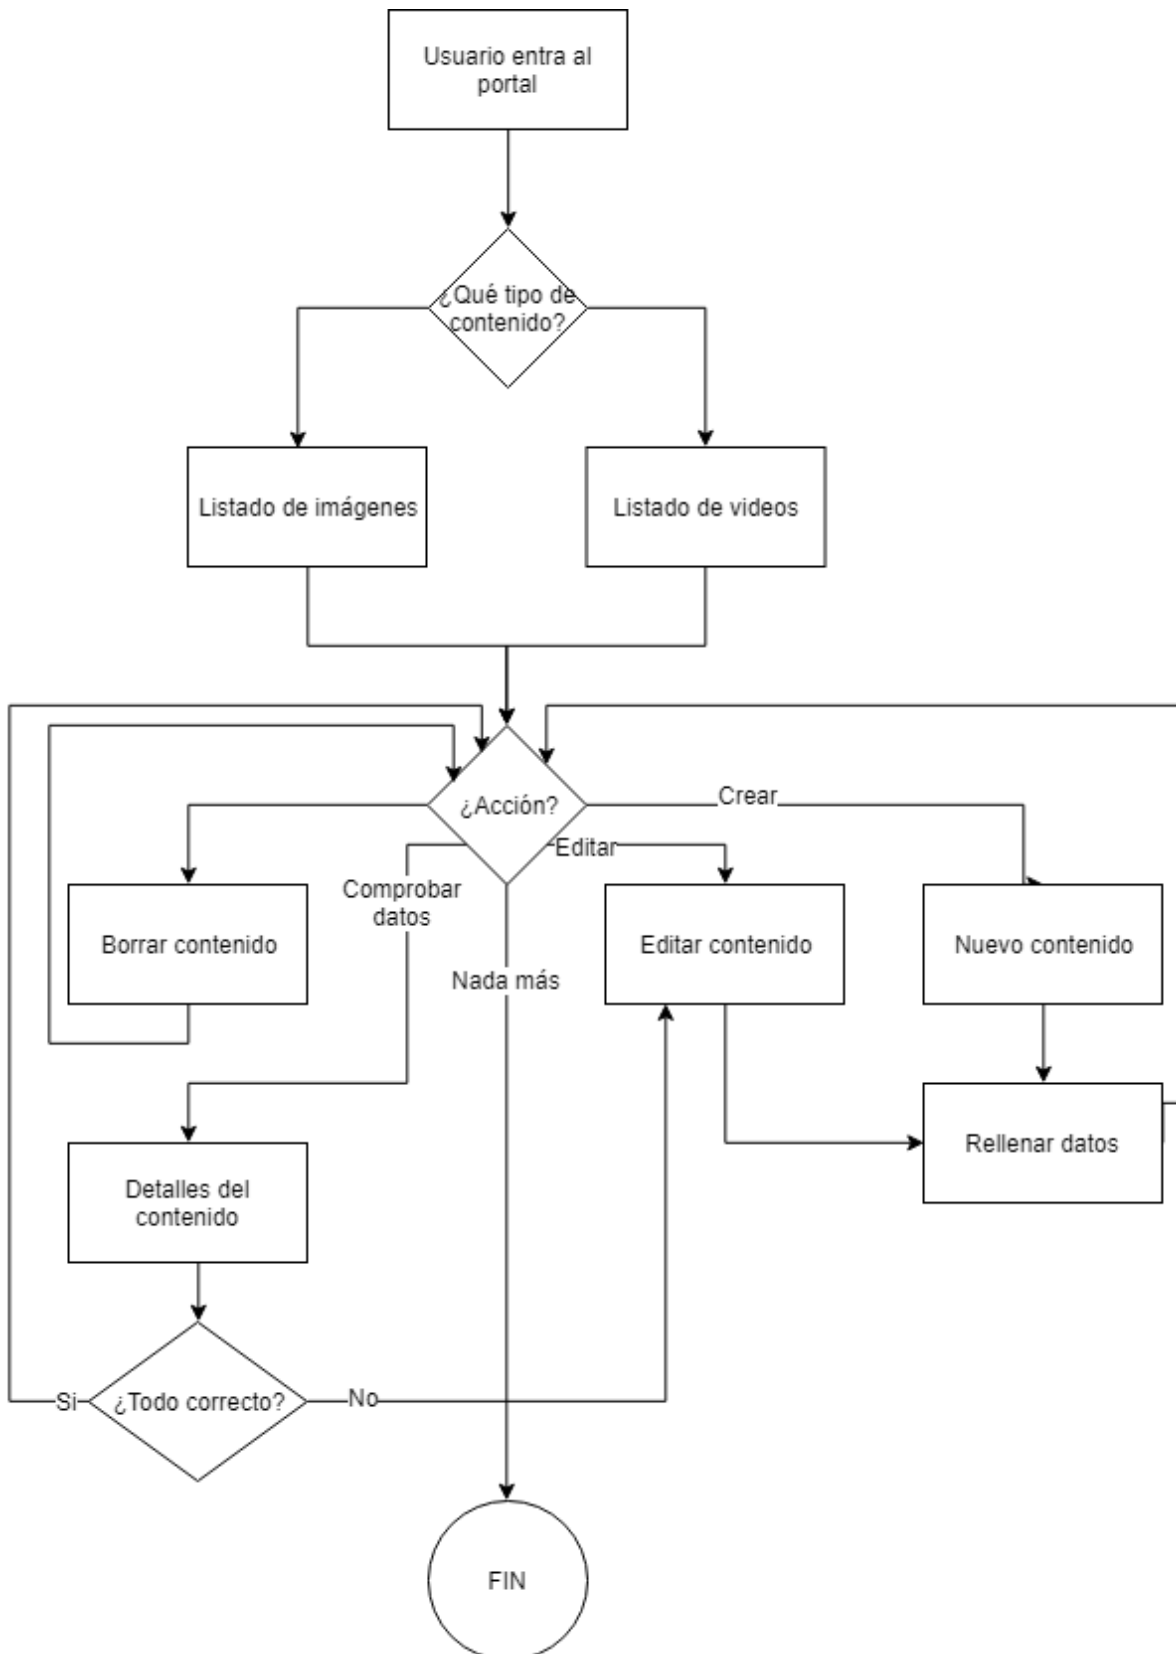 Usuario entra al
portal
¿Qué tipo de
contenido?
Listado de imágenes
Listado de videos
¿Acción?
Crear
Editar
Comprobar
datos
Borrar contenido
Nada más
Editar contenido
Nuevo contenido
Rellenar datos
Detalles del
contenido
Si
¿Todo correcto?
No
FIN